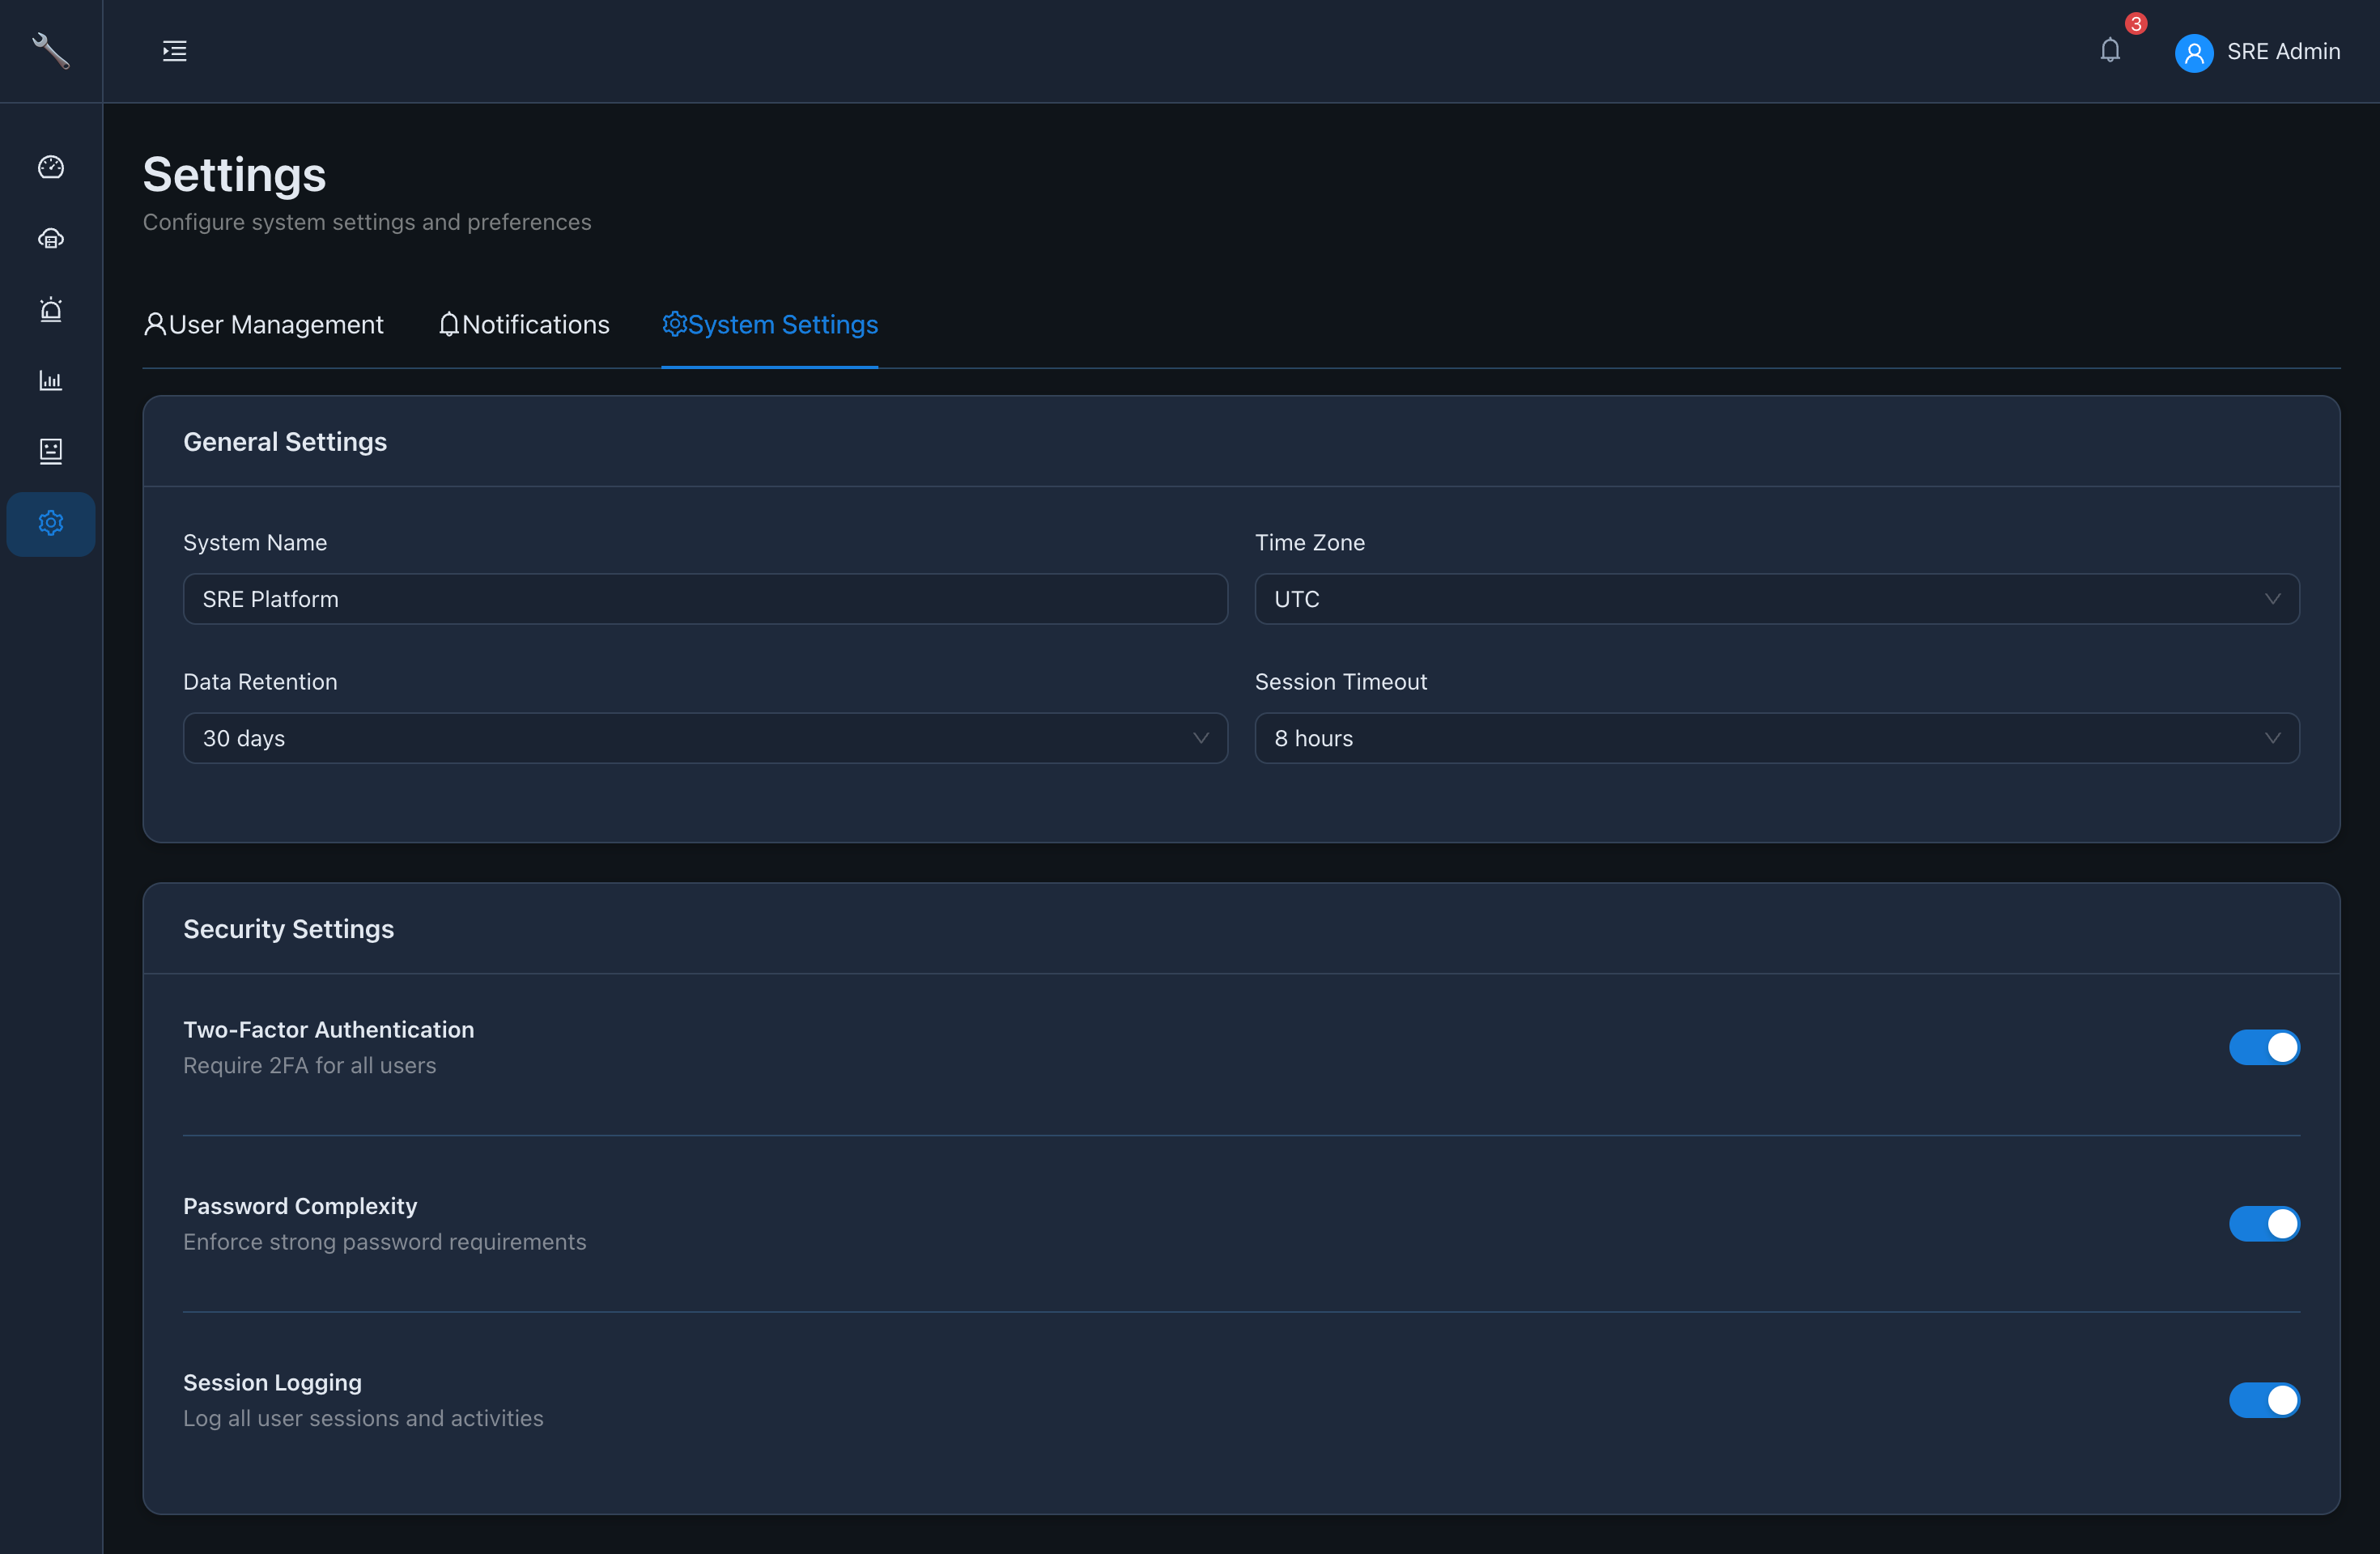 3
SRE Admin
Settings
Configure system settings and preferences
User Management
Notifications
System Settings
General Settings
System Name
Time Zone
SRE Platform
UTC
Data Retention
Session Timeout
30 days
8 hours
Security Settings
Two-Factor Authentication
Require 2FA for all users
Password Complexity
Enforce strong password requirements
Session Logging
Log all user sessions and activities